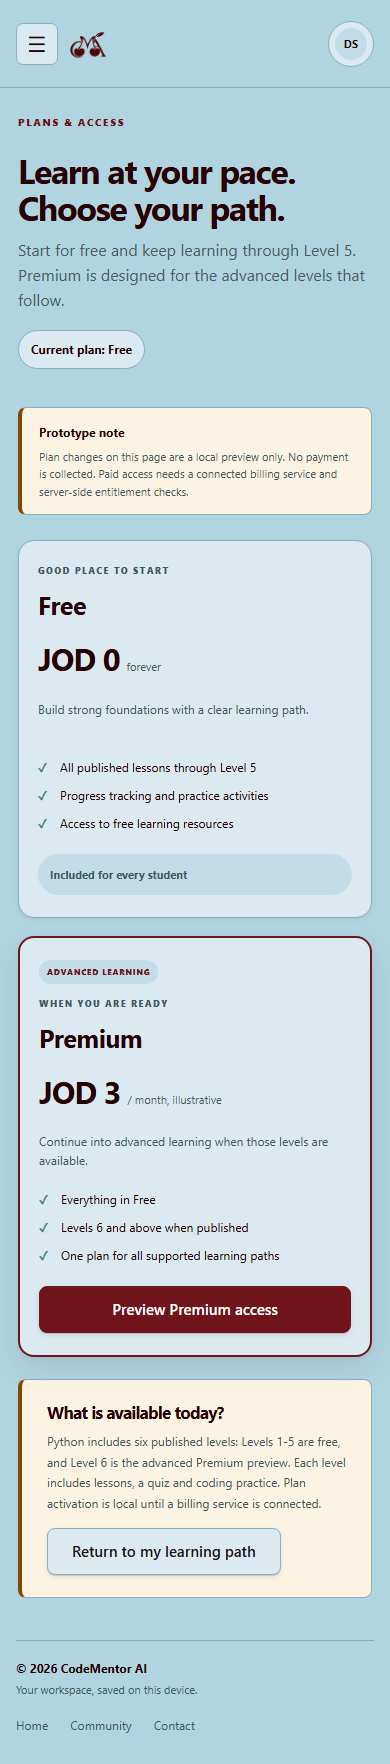 DS
PLANS & ACCESS
Learn at your pace.
Choose your path.
Start for free and keep learning through Level 5.
Premium is designed for the advanced levels that
follow.
Current plan: Free
Prototype note
Plan changes on this page are a local preview only. No payment
is collected. Paid access needs a connected billing service and
server-side entitlement checks.
GOOD PLACE TO START
Free
JOD 0 forever
Build strong foundations with a clear learning path.
✓ All published lessons through Level 5
✓ Progress tracking and practice activities
✓ Access to free learning resources
Included for every student
ADVANCED LEARNING
WHEN YOU ARE READY
Premium
JOD 3 / month, illustrative
Continue into advanced learning when those levels are
available.
✓ Everything in Free
✓ Levels 6 and above when published
✓ One plan for all supported learning paths
Preview Premium access
What is available today?
Python includes six published levels: Levels 1-5 are free,
and Level 6 is the advanced Premium preview. Each level
includes lessons, a quiz and coding practice. Plan
activation is local until a billing service is connected.
Return to my learning path
© 2026 CodeMentor AI
Your workspace, saved on this device.
Home Community Contact